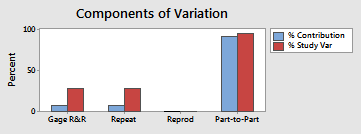 Components of Variation
% Contribution
% Study Var
Percent
100
50
0
Gage R&R Repeat Reprod Part-to-Part